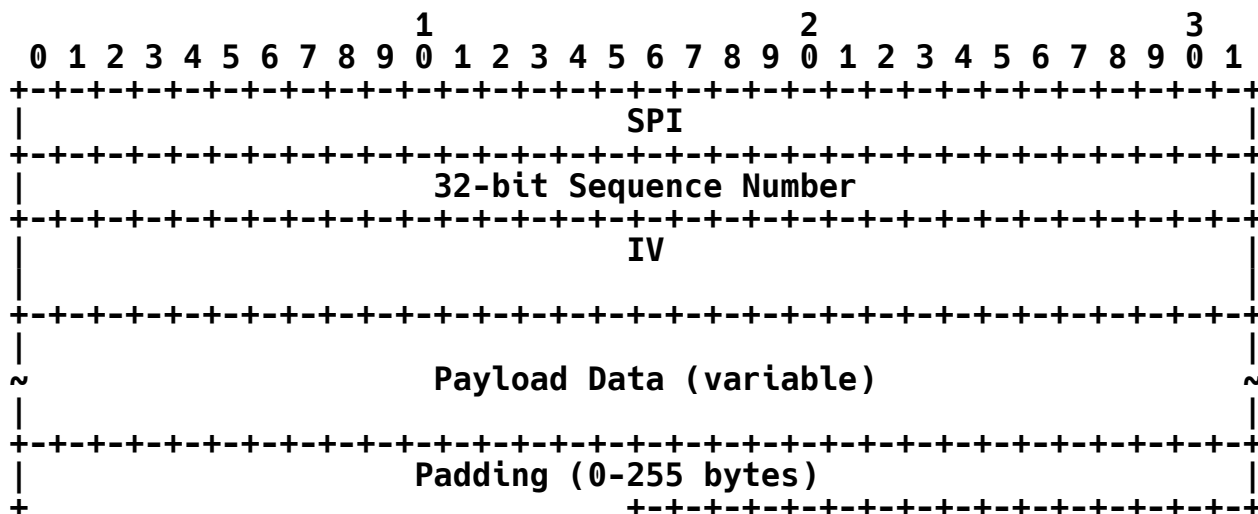 1                   2                   3
 0 1 2 3 4 5 6 7 8 9 0 1 2 3 4 5 6 7 8 9 0 1 2 3 4 5 6 7 8 9 0 1
+-+-+-+-+-+-+-+-+-+-+-+-+-+-+-+-+-+-+-+-+-+-+-+-+-+-+-+-+-+-+-+-+
|                               SPI                             |
+-+-+-+-+-+-+-+-+-+-+-+-+-+-+-+-+-+-+-+-+-+-+-+-+-+-+-+-+-+-+-+-+
|                     32-bit Sequence Number                    |
+-+-+-+-+-+-+-+-+-+-+-+-+-+-+-+-+-+-+-+-+-+-+-+-+-+-+-+-+-+-+-+-+
|                               IV                              |
|                                                               |
+-+-+-+-+-+-+-+-+-+-+-+-+-+-+-+-+-+-+-+-+-+-+-+-+-+-+-+-+-+-+-+-+
|                                                               |
~                     Payload Data (variable)                   ~
|                                                               |
+-+-+-+-+-+-+-+-+-+-+-+-+-+-+-+-+-+-+-+-+-+-+-+-+-+-+-+-+-+-+-+-+
|                    Padding (0-255 bytes)                      |
+                               +-+-+-+-+-+-+-+-+-+-+-+-+-+-+-+-+